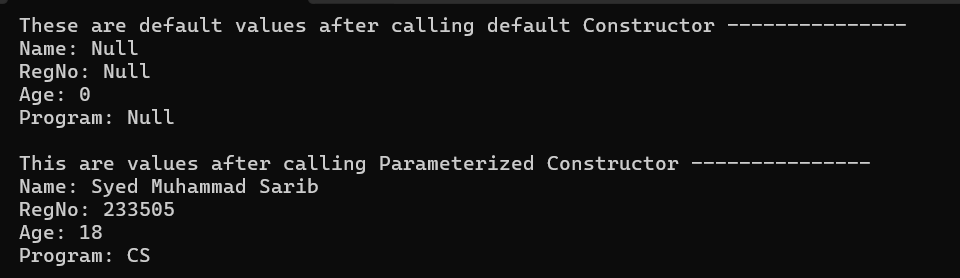 These are default values after calling default Constructor ---------------
Name: Null
RegNo: Null
Age: 0
Program: Null
This are values after calling Parameterized Constructor ---------------
Name: Syed Muhammad Sarib
RegNo: 233505
Age: 18
Program: CS